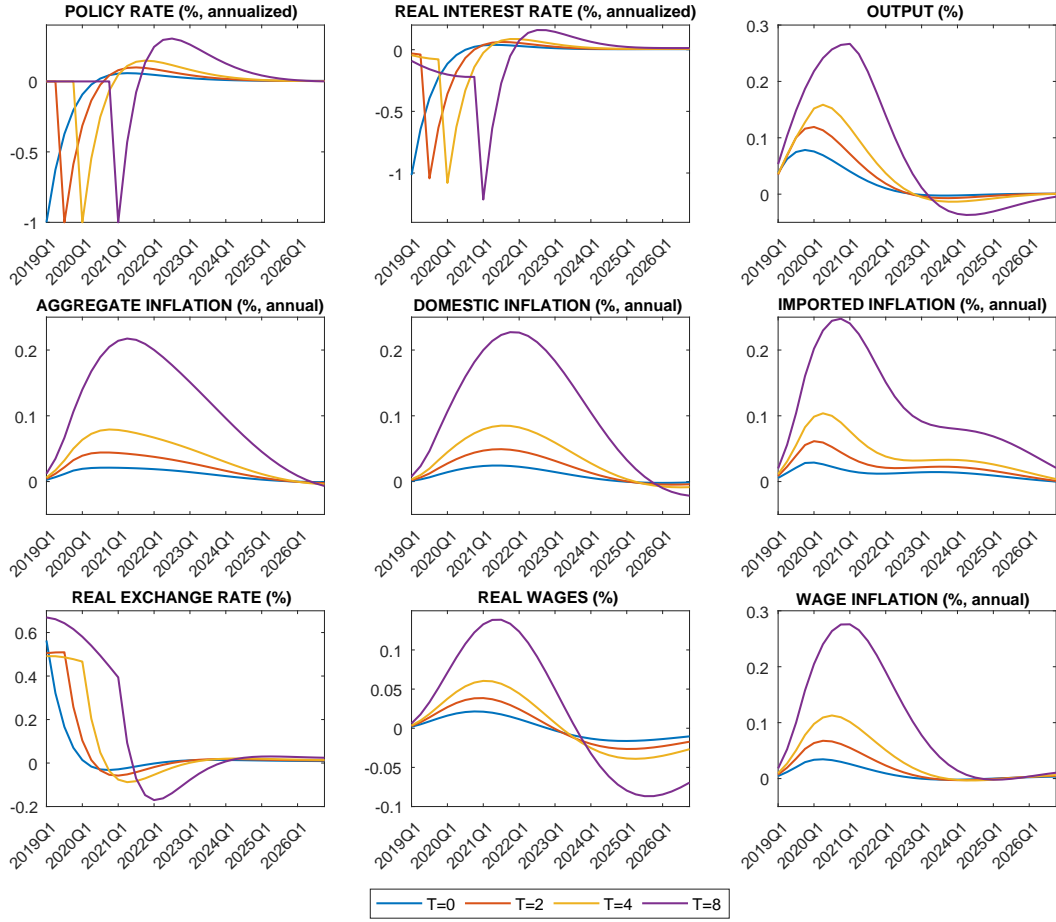 POLICY RATE (%, annualized)
REAL INTEREST RATE (%, annualized)
OUTPUT (%)
0
-0.5
-1
0
-0.5
-1
0.3
0.2
0.1
0
2019Q1
2020Q1
2021Q1
2022Q1
2023Q1
2024Q1
2025Q1
2026Q1
2019Q1
2020Q1
2021Q1
2022Q1
2023Q1
2024Q1
2025Q1
2026Q1
2019Q1
2020Q1
2021Q1
2022Q1
2023Q1
2024Q1
2025Q1
2026Q1
AGGREGATE INFLATION (%, annual)
DOMESTIC INFLATION (%, annual)
IMPORTED INFLATION (%, annual)
0.2
0.1
0
0.2
0.1
0
0.2
0.1
0
2019Q1
2020Q1
2021Q1
2022Q1
2023Q1
2024Q1
2025Q1
2026Q1
2019Q1
2020Q1
2021Q1
2022Q1
2023Q1
2024Q1
2025Q1
2026Q1
2019Q1
2020Q1
2021Q1
2022Q1
2023Q1
2024Q1
2025Q1
2026Q1
REAL EXCHANGE RATE (%)
REAL WAGES (%)
WAGE INFLATION (%, annual)
0.6
0.4
0.2
0
-0.2
0.1
0.05
0
-0.05
-0.1
0.3
0.2
0.1
0
2019Q1
2020Q1
2021Q1
2022Q1
2023Q1
2024Q1
2025Q1
2026Q1
2019Q1
2020Q1
2021Q1
2022Q1
2023Q1
2024Q1
2025Q1
2026Q1
2019Q1
2020Q1
2021Q1
2022Q1
2023Q1
2024Q1
2025Q1
2026Q1
T=0 T=2 T=4 T=8